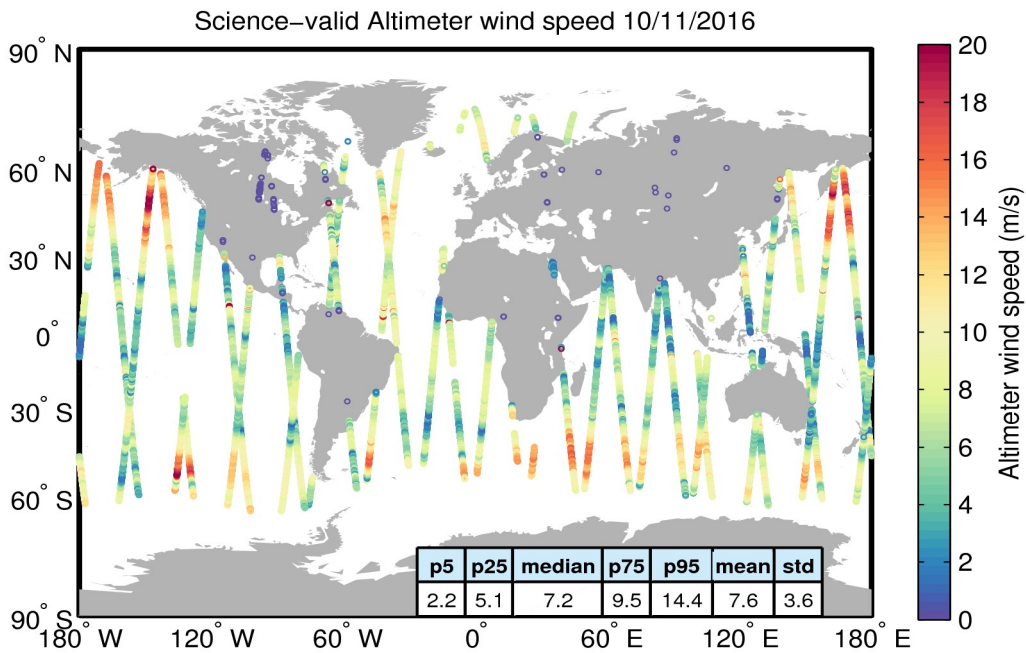 Science−valid Altimeter wind speed 10/11/2016
90° N
60° N
30° N
0°
30° S
60° S
90° S
180° W
120° W
60° W
0°
60° E
120° E
180° E
p5 p25 median p75 p95 mean std
2.2 5.1 7.2 9.5 14.4 7.6 3.6
20
18
16
14
12
10
8
6
4
2
0
Altimeter wind speed (m/s)